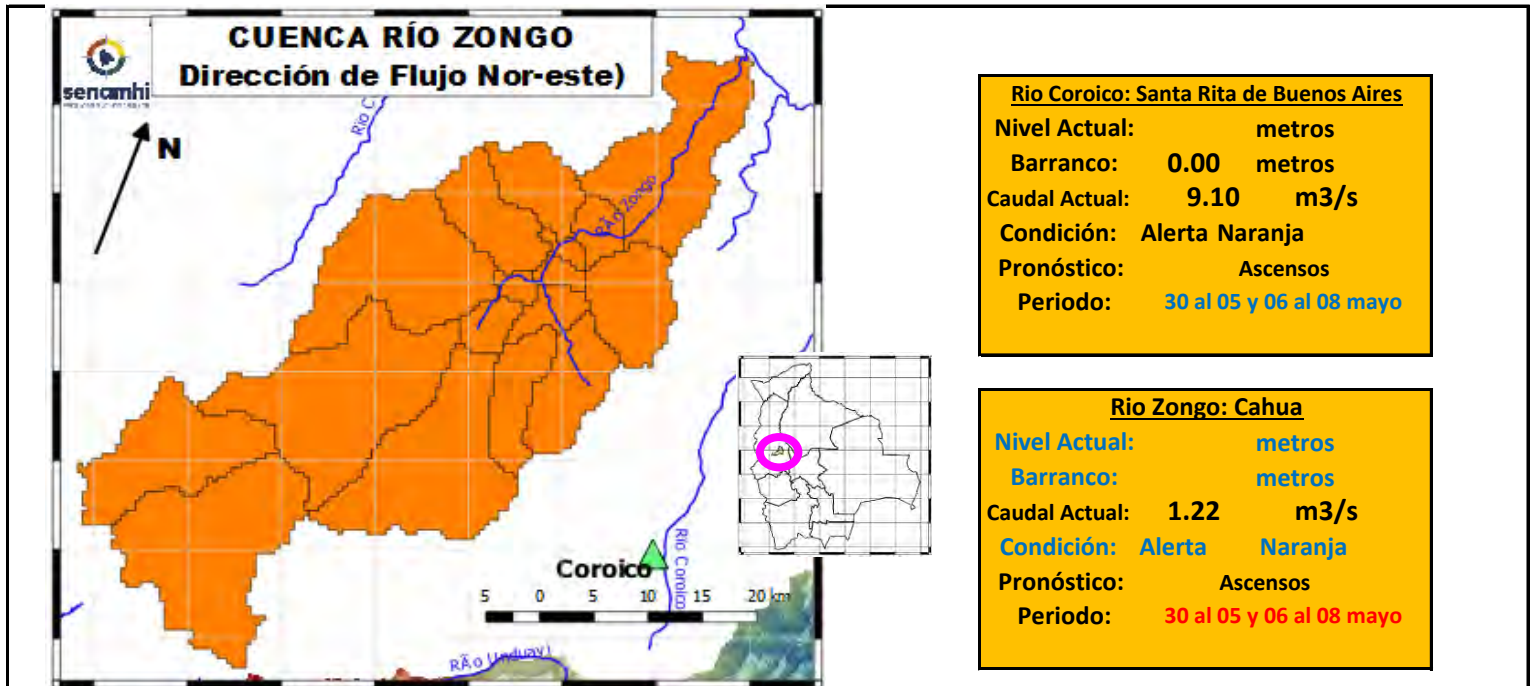 CUENCA RÍO ZONGO
Dirección de Flujo Nor-este)
senamhi
N
Río C
RÃo Zongo
Coroico
Río Coroico
5 0 5 10 15 20 km
RÃo Unduavi
Rio Coroico: Santa Rita de Buenos Aires
Nivel Actual: metros
Barranco: 0.00 metros
Caudal Actual: 9.10 m3/s
Condición: Alerta Naranja
Pronóstico: Ascensos
Periodo: 30 al 05 y 06 al 08 mayo
Rio Zongo: Cahua
Nivel Actual: metros
Barranco: metros
Caudal Actual: 1.22 m3/s
Condición: Alerta Naranja
Pronóstico: Ascensos
Periodo: 30 al 05 y 06 al 08 mayo